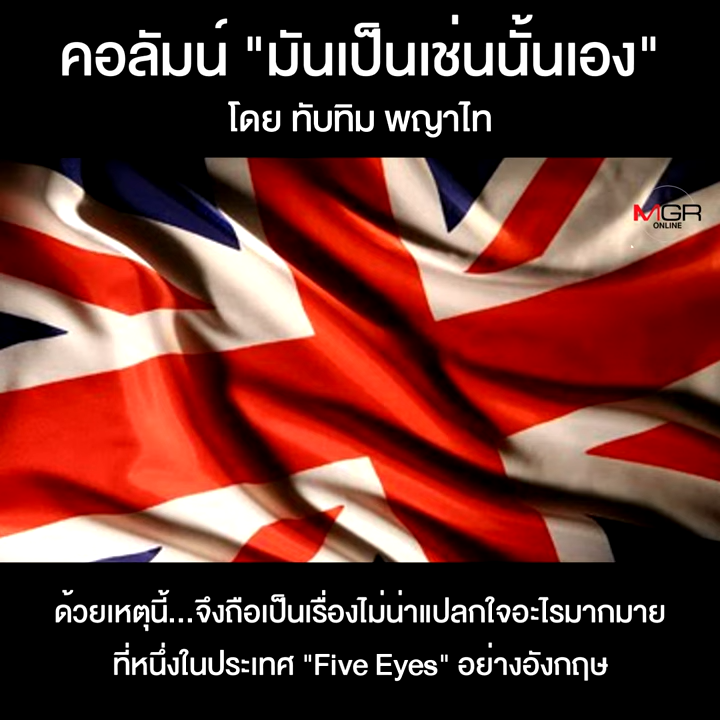 คอลัมน์ "มันเป็นเช่นนั้นเอง"
โดย ทับทิม พญาไท
MGR
ONLINE
ด้วยเหตุนี้...จึงถือเป็นเรื่องไม่น่าแปลกใจอะไรมากมาย
ที่หนึ่งในประเทศ "Five Eyes" อย่างอังกฤษ